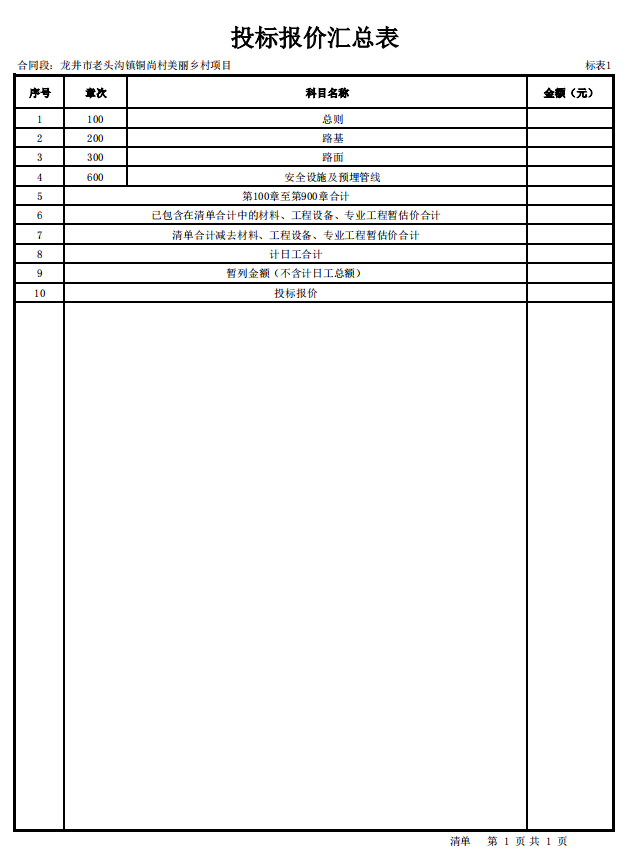 投标报价汇总表
合同段：龙井市老头沟镇铜尚村美丽乡村项目 标表1
序号 章次 科目名称 金额（元）
1 100 总则
2 200 路基
3 300 路面
4 600 安全设施及预埋管线
5 第100章至第900章合计
6 已包含在清单合计中的材料、工程设备、专业工程暂估价合计
7 清单合计减去材料、工程设备、专业工程暂估价合计
8 计日工合计
9 暂列金额（不含计日工总额）
10 投标报价
清单 第 1 页 共 1 页